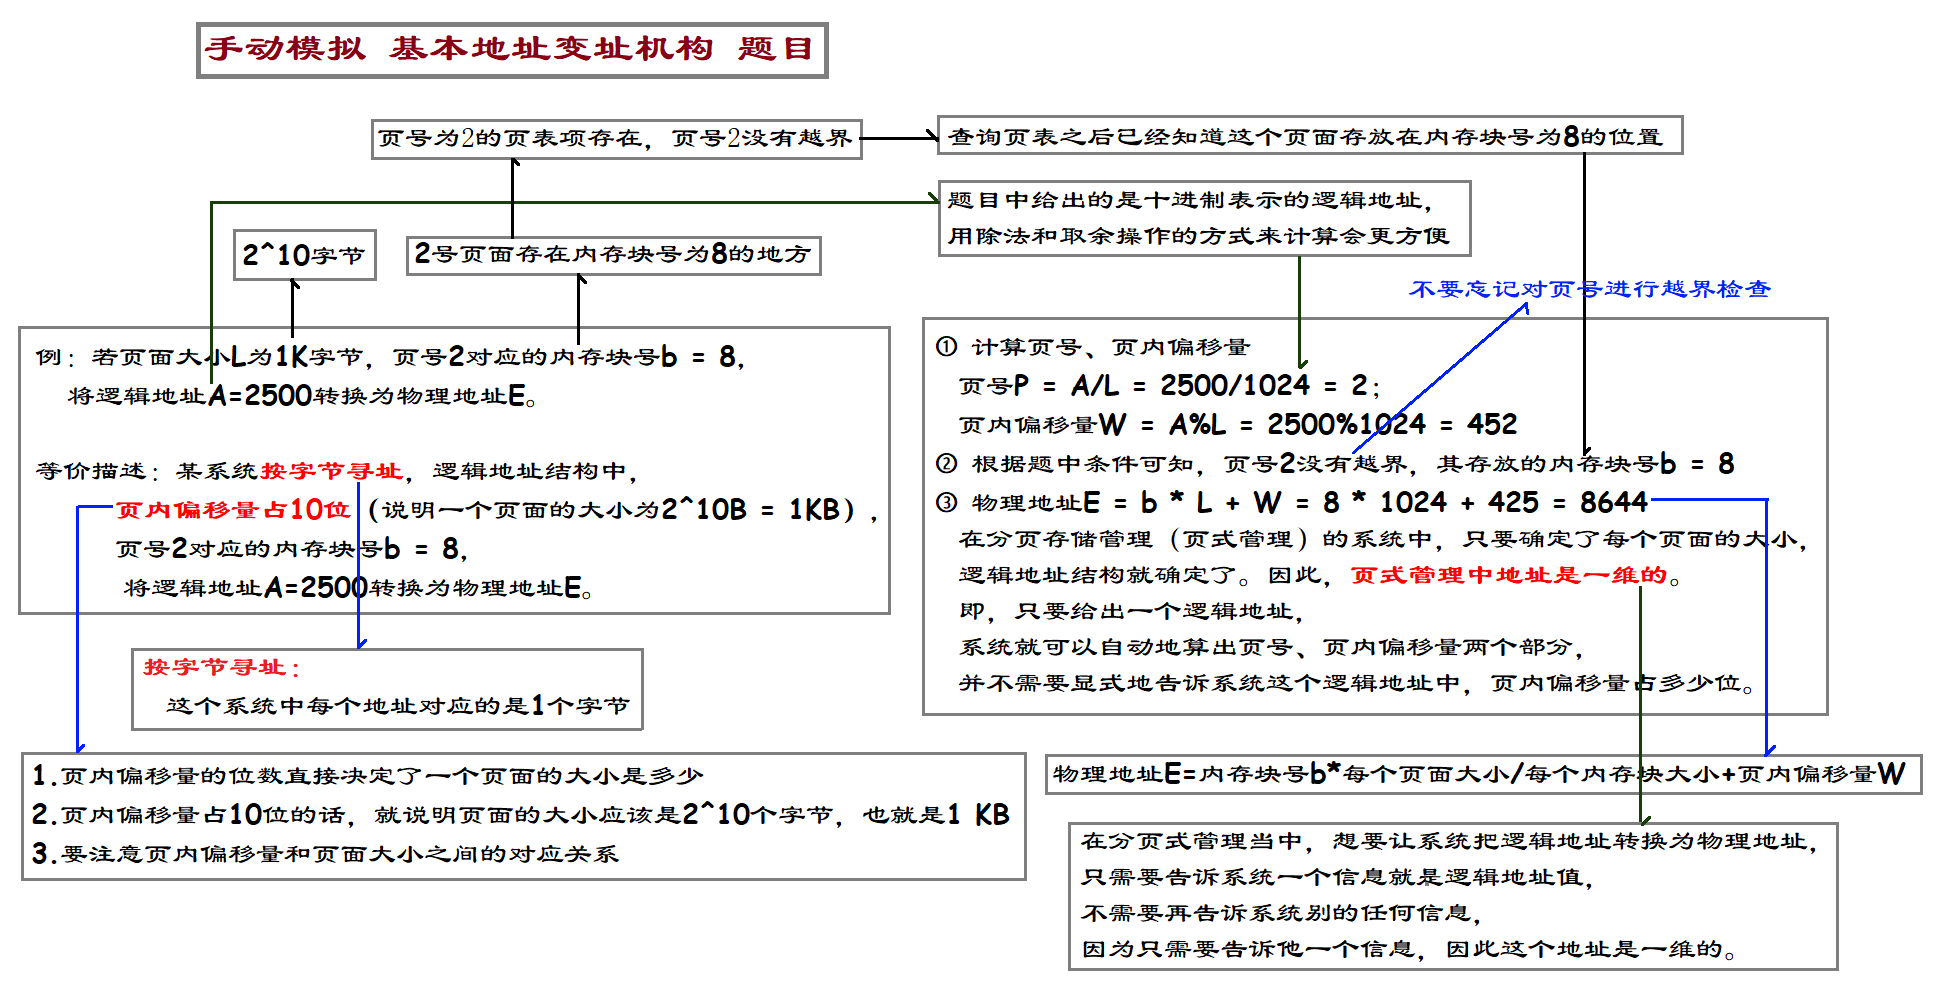 手动模拟 基本地址变址机构 题目
页号为2的页表项存在，页号2没有越界
查询页表之后已经知道这个页面存放在内存块号为8的位置
题目中给出的是十进制表示的逻辑地址，
用除法和取余操作的方式来计算会更方便
2^10字节
2号页面存在内存块号为8的地方
不要忘记对页号进行越界检查
例：若页面大小L为1K字节，页号2对应的内存块号b = 8，
将逻辑地址A=2500转换为物理地址E。
等价描述：某系统按字节寻址，逻辑地址结构中，
页内偏移量占10位（说明一个页面的大小为2^10B = 1KB），
页号2对应的内存块号b = 8，
将逻辑地址A=2500转换为物理地址E。
① 计算页号、页内偏移量
页号P = A/L = 2500/1024 = 2；
页内偏移量W = A%L = 2500%1024 = 452
② 根据题中条件可知，页号2没有越界，其存放的内存块号b = 8
③ 物理地址E = b * L + W = 8 * 1024 + 425 = 8644
在分页存储管理（页式管理）的系统中，只要确定了每个页面的大小，
逻辑地址结构就确定了。因此，页式管理中地址是一维的。
即，只要给出一个逻辑地址，
系统就可以自动地算出页号、页内偏移量两个部分，
并不需要显式地告诉系统这个逻辑地址中，页内偏移量占多少位。
按字节寻址：
这个系统中每个地址对应的是1个字节
1.页内偏移量的位数直接决定了一个页面的大小是多少
2.页内偏移量占10位的话，就说明页面的大小应该是2^10个字节，也就是1 KB
3.要注意页内偏移量和页面大小之间的对应关系
物理地址E=内存块号b*每个页面大小/每个内存块大小+页内偏移量W
在分页式管理当中，想要让系统把逻辑地址转换为物理地址，
只需要告诉系统一个信息就是逻辑地址值，
不需要再告诉系统别的任何信息，
因为只需要告诉他一个信息，因此这个地址是一维的。